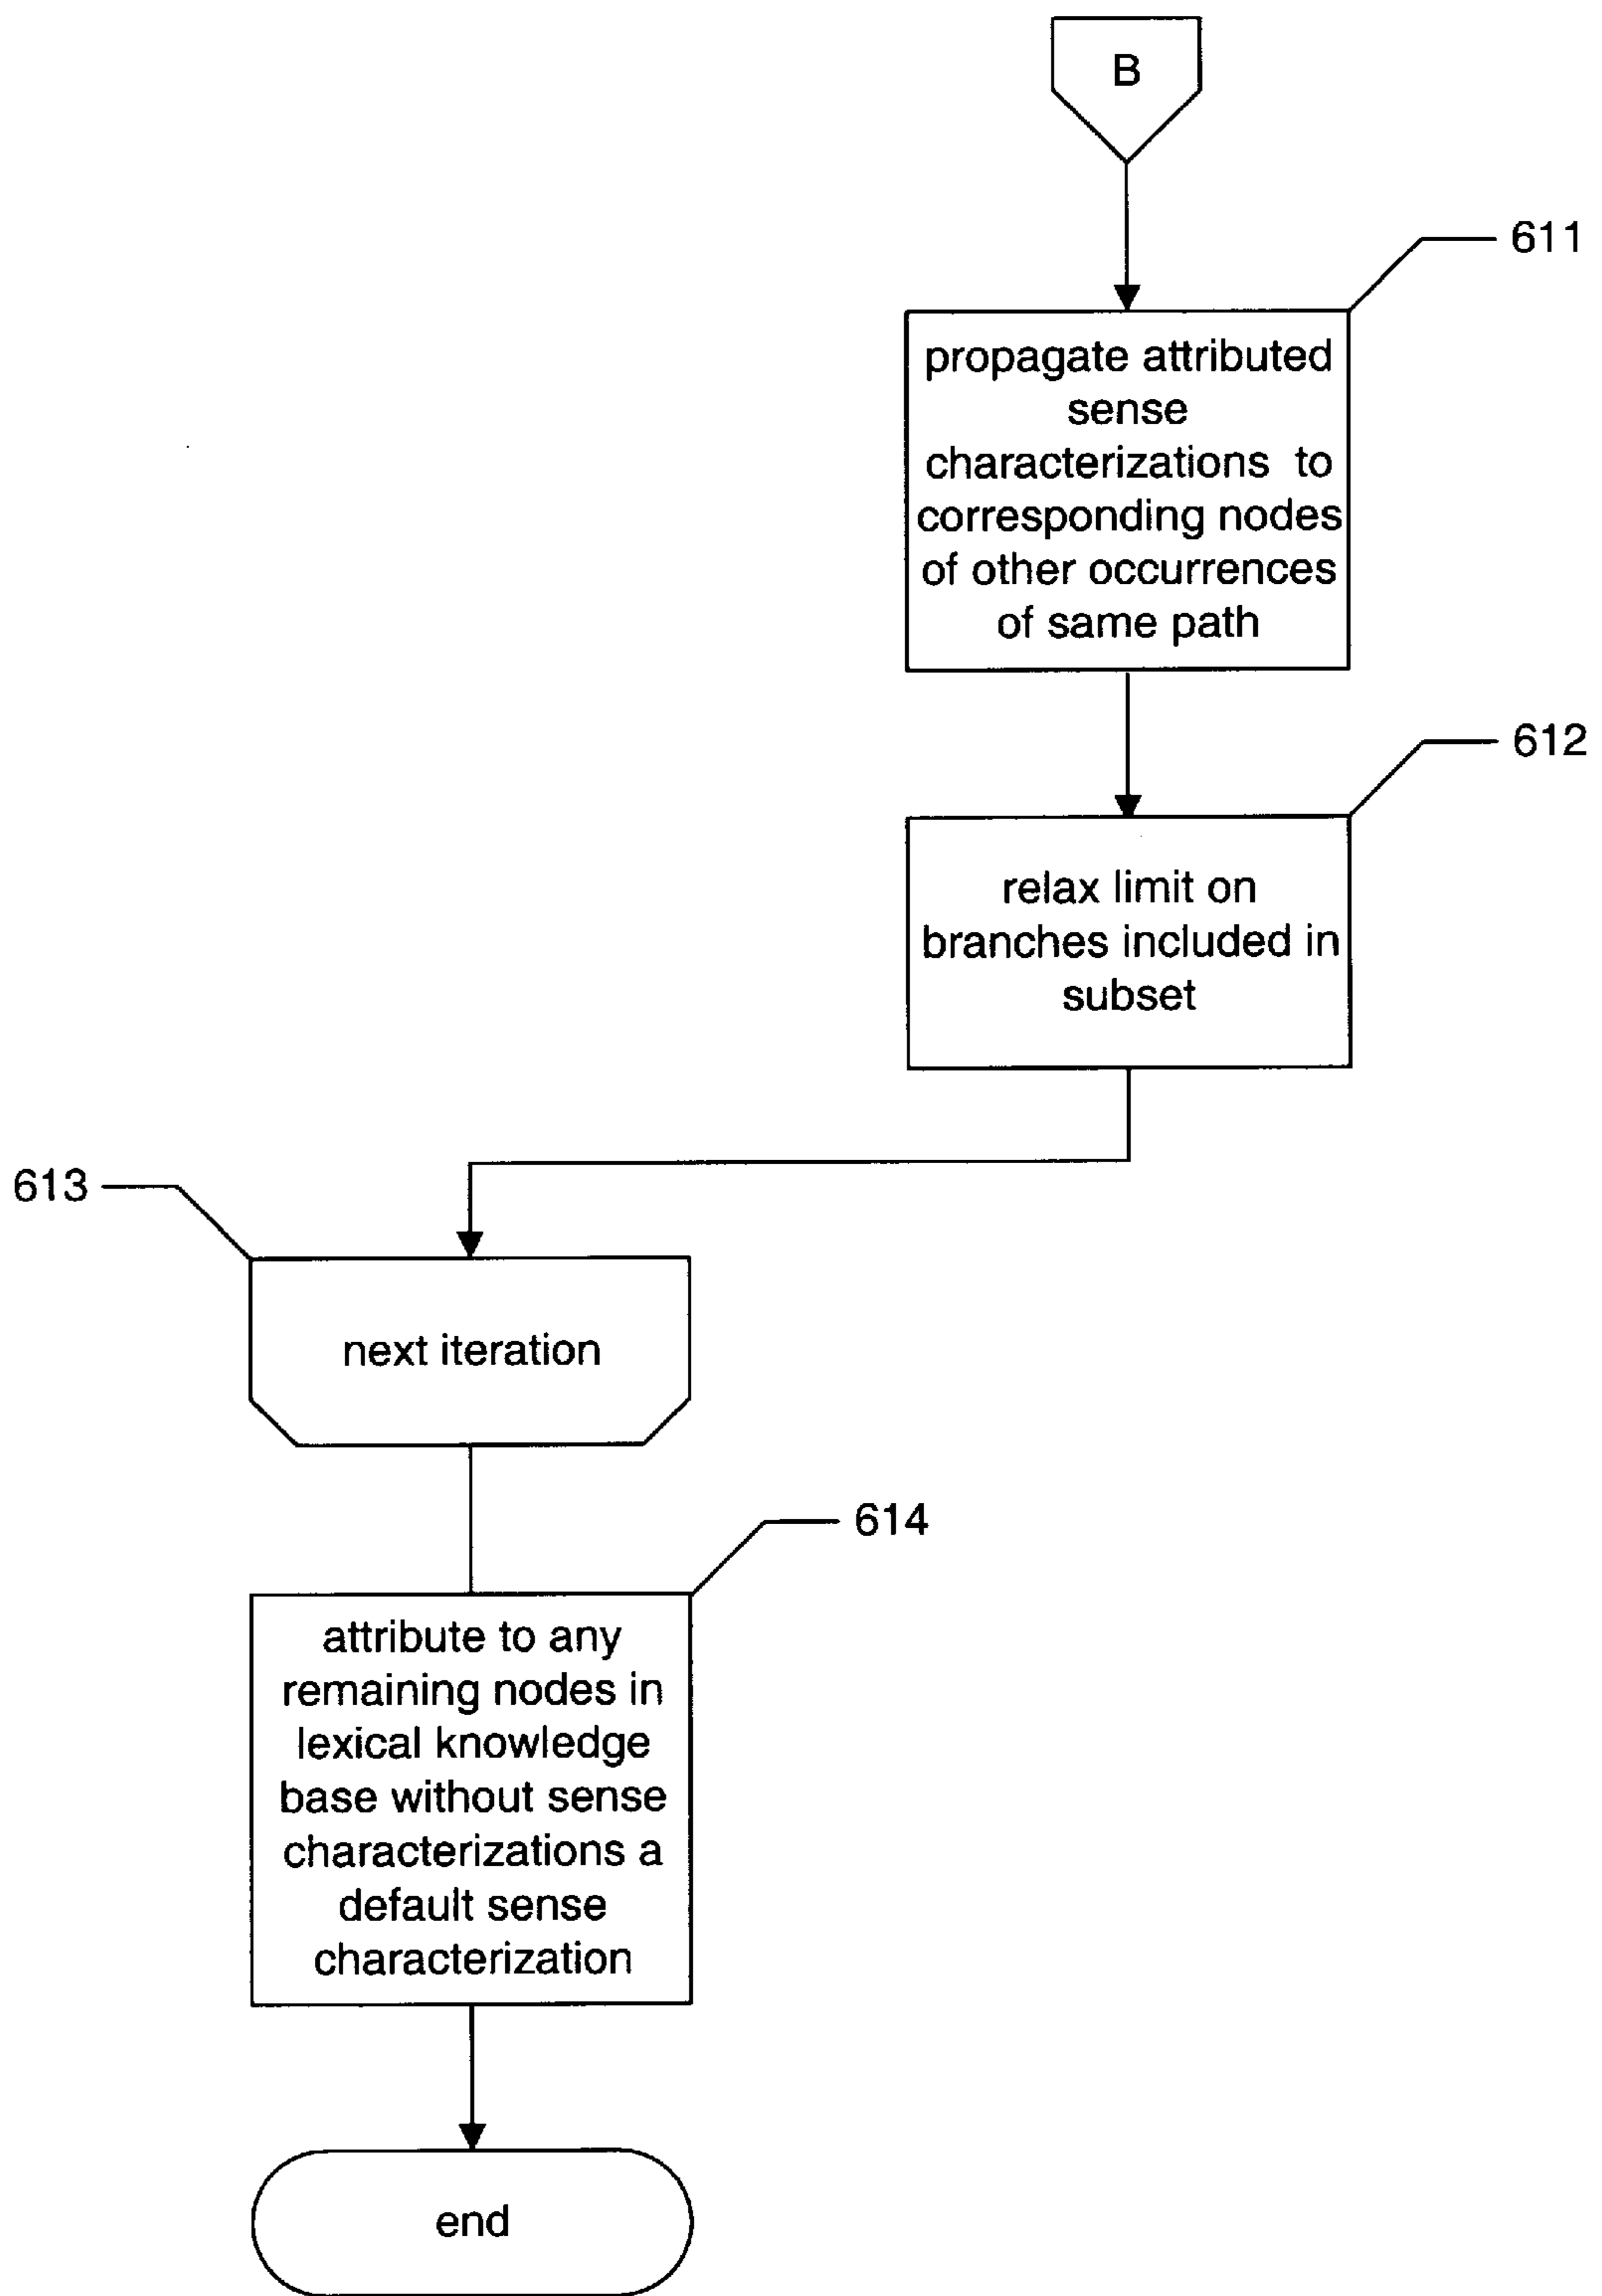 B
611
propagate attributed
sense
characterizations to
corresponding nodes
of other occurrences
of same path
612
relax limit on
branches included in
subset
613
next iteration
614
attribute to any
remaining nodes in
lexical knowledge
base without sense
characterizations a
default sense
characterization
end